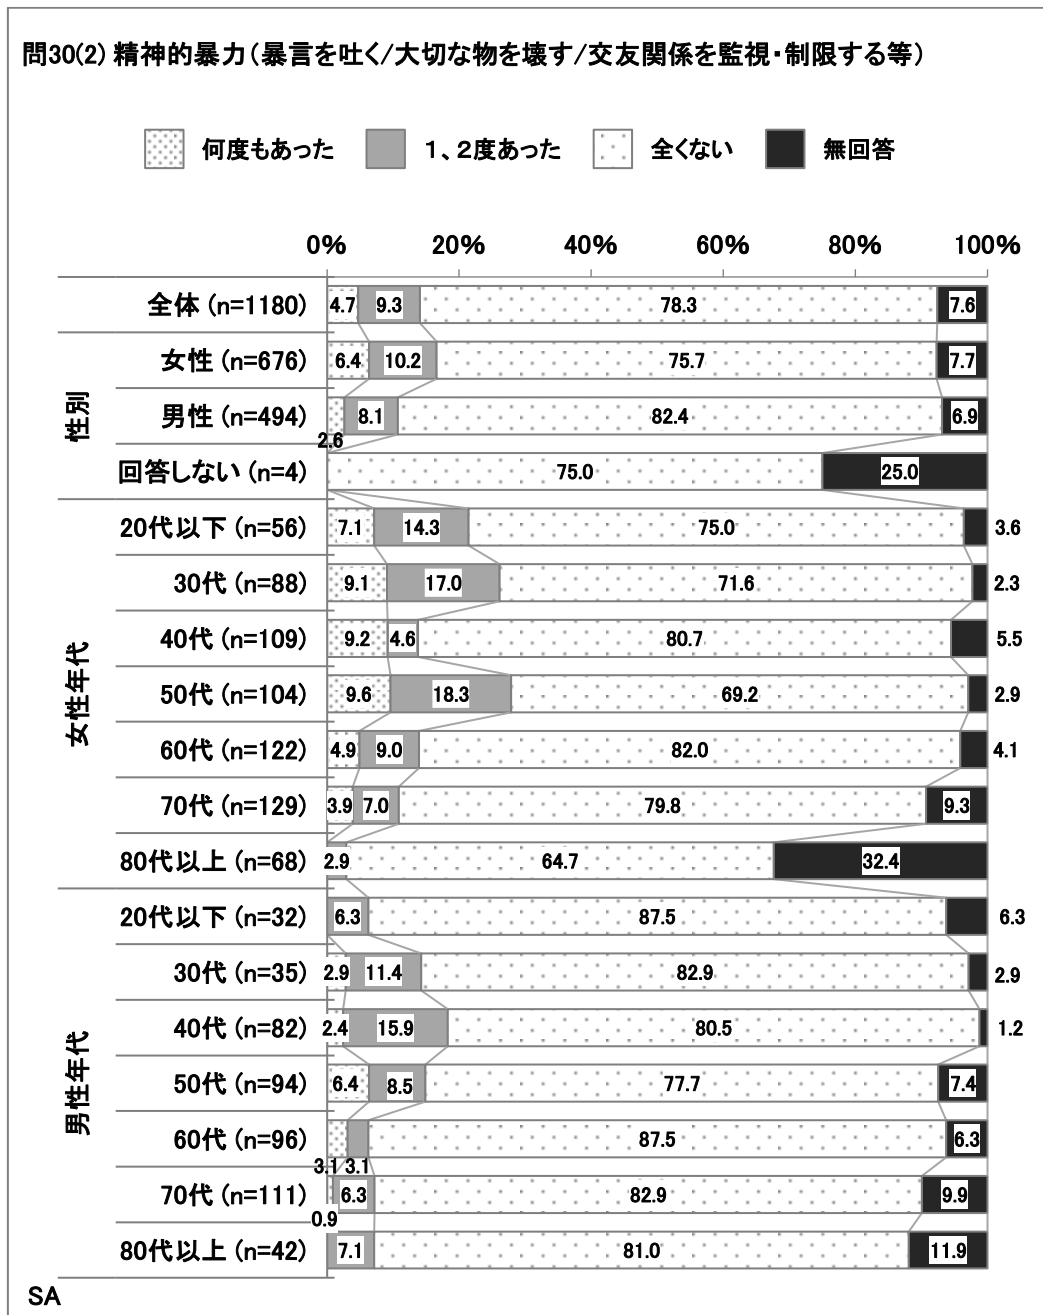 問30(2) 精神的暴力(暴言を吐く/大切な物を壊す/交友関係を監視・制限する等)
何度もあった １、２度あった 全くない 無回答
0% 20% 40% 60% 80% 100%
性別
全体 (n=1180) 4.7 9.3 78.3 7.6
女性 (n=676) 6.4 10.2 75.7 7.7
男性 (n=494) 2.6 8.1 82.4 6.9
回答しない (n=4) 75.0 25.0
女性年代
20代以下 (n=56) 7.1 14.3 75.0 3.6
30代 (n=88) 9.1 17.0 71.6 2.3
40代 (n=109) 9.2 4.6 80.7 5.5
50代 (n=104) 9.6 18.3 69.2 2.9
60代 (n=122) 4.9 9.0 82.0 4.1
70代 (n=129) 3.9 7.0 79.8 9.3
80代以上 (n=68) 2.9 64.7 32.4
男性年代
20代以下 (n=32) 6.3 87.5 6.3
30代 (n=35) 2.9 11.4 82.9 2.9
40代 (n=82) 2.4 15.9 80.5 1.2
50代 (n=94) 6.4 8.5 77.7 7.4
60代 (n=96) 3.1 3.1 87.5 6.3
70代 (n=111) 0.9 6.3 82.9 9.9
80代以上 (n=42) 7.1 81.0 11.9
SA